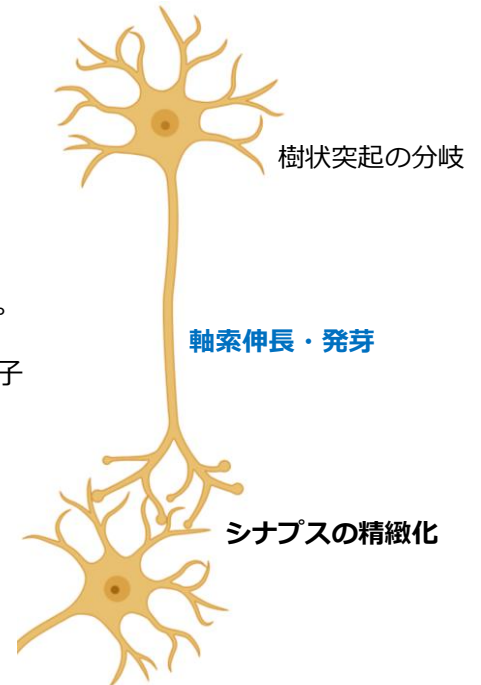 樹状突起の分岐
。
軸索伸長・発芽
子
シナプスの精緻化